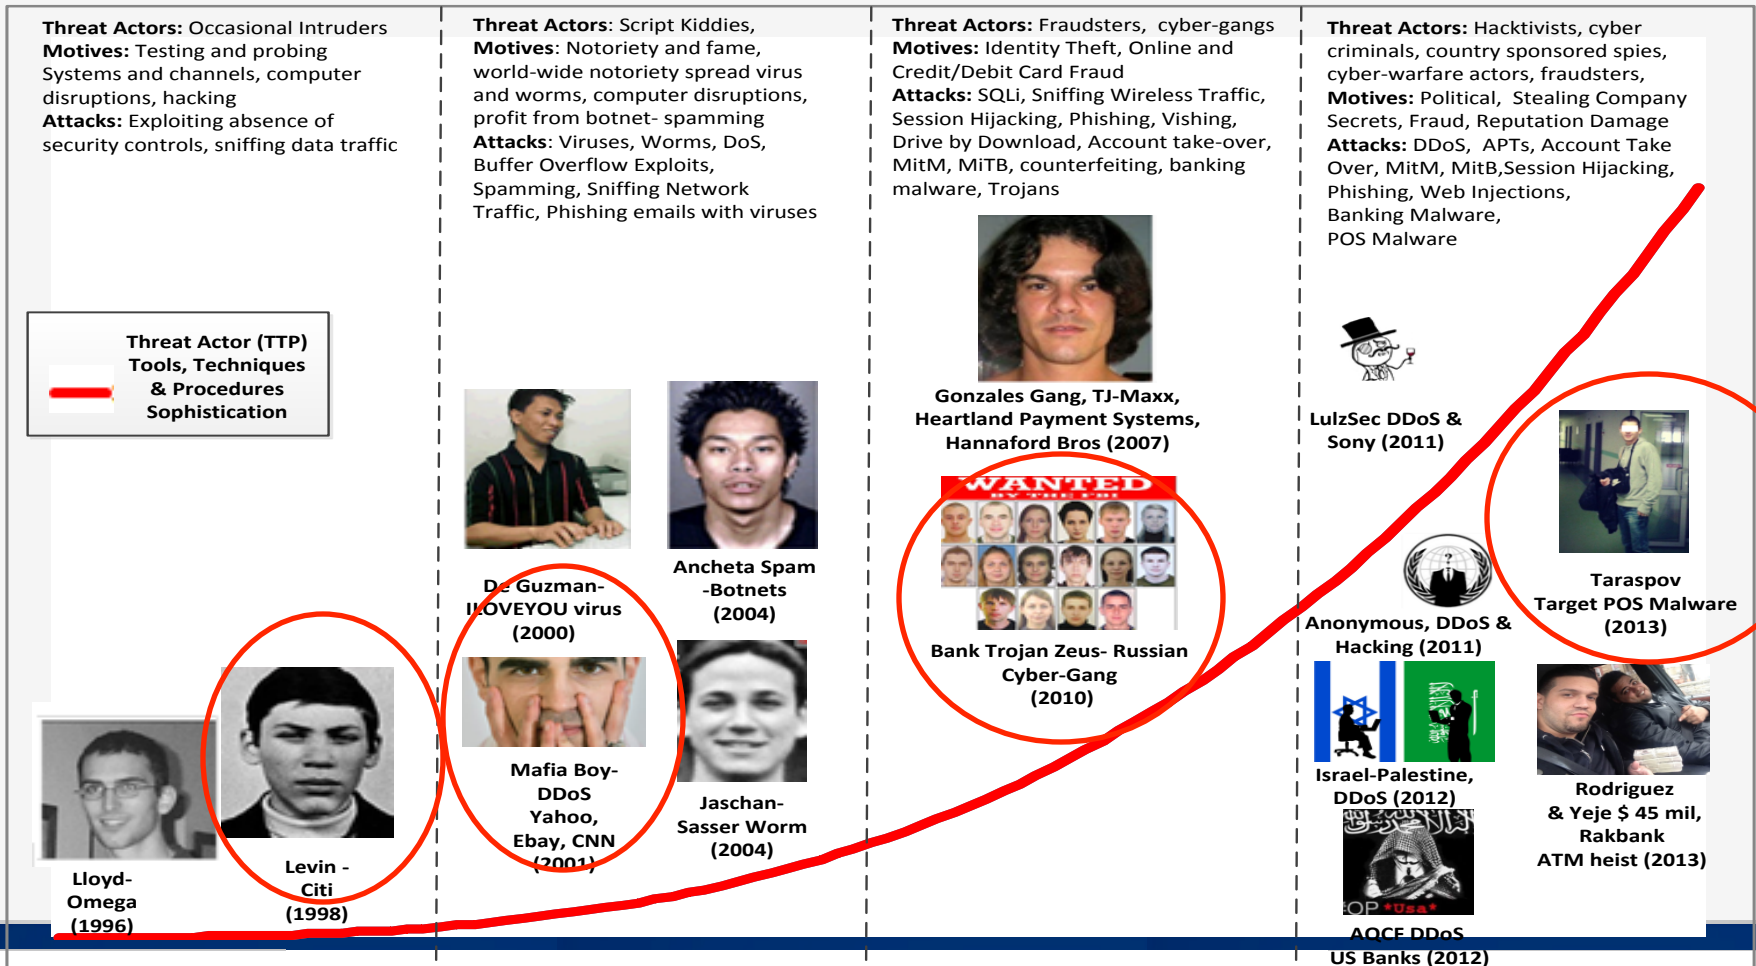 Threat Actors: Occasional Intruders
Motives: Testing and probing
Systems and channels, computer
disruptions, hacking
Attacks: Exploiting absence of
security controls, sniffing data traffic
Threat Actors: Script Kiddies,
Motives: Notoriety and fame,
world-wide notoriety spread virus
and worms, computer disruptions,
profit from botnet- spamming
Attacks: Viruses, Worms, DoS,
Buffer Overflow Exploits,
Spamming, Sniffing Network
Traffic, Phishing emails with viruses
Threat Actors: Fraudsters, cyber-gangs
Motives: Identity Theft, Online and
Credit/Debit Card Fraud
Attacks: SQLi, Sniffing Wireless Traffic,
Session Hijacking, Phishing, Vishing,
Drive by Download, Account take-over,
MitM, MiTB, counterfeiting, banking
malware, Trojans
Threat Actors: Hacktivists, cyber
criminals, country sponsored spies,
cyber-warfare actors, fraudsters,
Motives: Political, Stealing Company
Secrets, Fraud, Reputation Damage
Attacks: DDoS, APTs, Account Take
Over, MitM, MitB,Session Hijacking,
Phishing, Web Injections,
Banking Malware,
POS Malware
Threat Actor (TTP)
Tools, Techniques
& Procedures
Sophistication
Lloyd-
Omega
(1996)
Levin -
Citi
(1998)
De Guzman-
ILOVEYOU virus
(2000)
Ancheta Spam
-Botnets
(2004)
Mafia Boy-
DDoS
Yahoo,
Ebay, CNN
(2001)
Jaschan-
Sasser Worm
(2004)
Gonzales Gang, TJ-Maxx,
Heartland Payment Systems,
Hannaford Bros (2007)
WANTED
BY THE FBI
Bank Trojan Zeus- Russian
Cyber-Gang
(2010)
LulzSec DDoS &
Sony (2011)
?
Anonymous, DDoS &
Hacking (2011)
Israel-Palestine,
DDoS (2012)
OP *Usa*
AQCF DDoS
US Banks (2012)
Taraspov
Target POS Malware
(2013)
Rodriguez
& Yeje $ 45 mil,
Rakbank
ATM heist (2013)